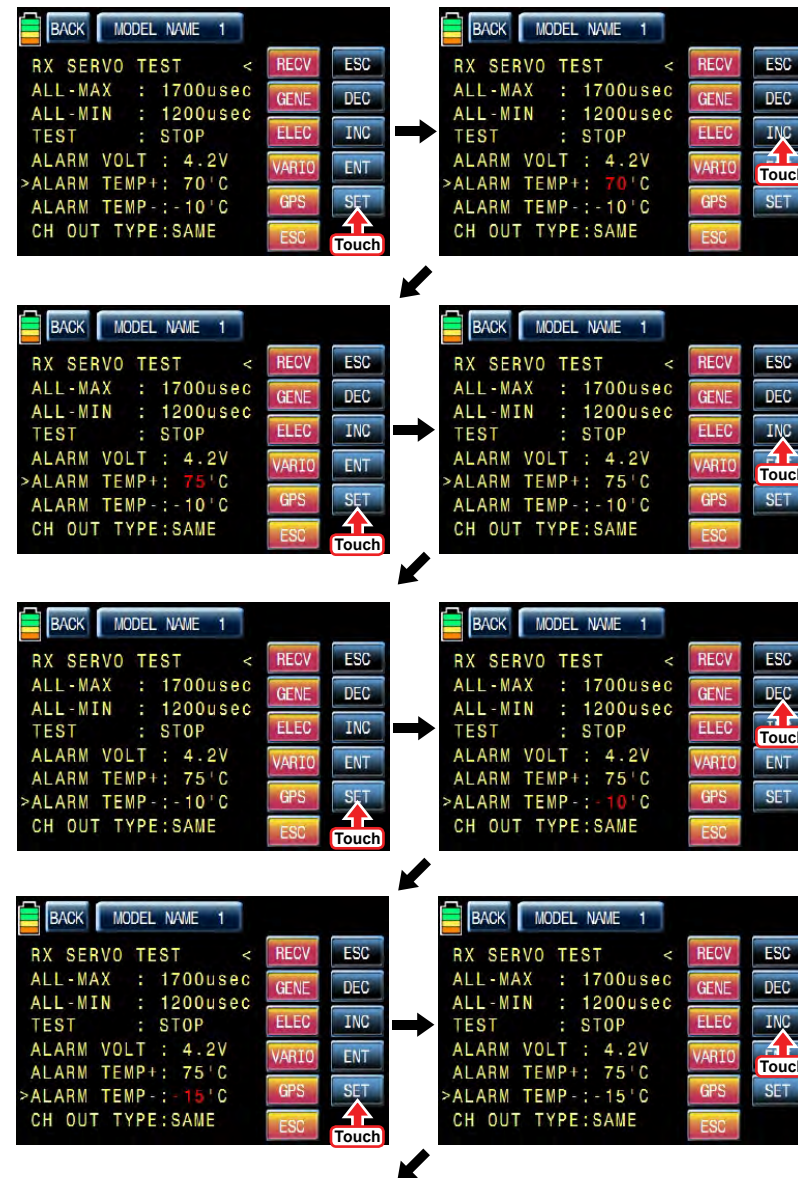 BACK MODEL NAME 1
RX SERVO TEST < RECV ESC
ALL-MAX : 1700usec GENE DEC
ALL-MIN : 1200usec
TEST : STOP ELEC INC
ALARM VOLT : 4.2V VARIO ENT
>ALARM TEMP+: 70'C
ALARM TEMP-:-10'C GPS SET
CH OUT TYPE:SAME ESC Touch
BACK MODEL NAME 1
RX SERVO TEST < RECV ESC
ALL-MAX : 1700usec GENE DEC
ALL-MIN : 1200usec
TEST : STOP ELEC INC
ALARM VOLT : 4.2V VARIO Touch
>ALARM TEMP+: 70'C
ALARM TEMP-:-10'C GPS SET
CH OUT TYPE:SAME ESC
BACK MODEL NAME 1
RX SERVO TEST < RECV ESC
ALL-MAX : 1700usec GENE DEC
ALL-MIN : 1200usec
TEST : STOP ELEC INC
ALARM VOLT : 4.2V VARIO ENT
>ALARM TEMP+: 75'C
ALARM TEMP-:-10'C GPS SET
CH OUT TYPE:SAME ESC Touch
BACK MODEL NAME 1
RX SERVO TEST < RECV ESC
ALL-MAX : 1700usec GENE DEC
ALL-MIN : 1200usec
TEST : STOP ELEC INC
ALARM VOLT : 4.2V VARIO Touch
>ALARM TEMP+: 75'C
ALARM TEMP-:-10'C GPS SET
CH OUT TYPE:SAME ESC
BACK MODEL NAME 1
RX SERVO TEST < RECV ESC
ALL-MAX : 1700usec GENE DEC
ALL-MIN : 1200usec
TEST : STOP ELEC INC
ALARM VOLT : 4.2V VARIO ENT
ALARM TEMP+: 75'C
>ALARM TEMP-:-10'C GPS SET
CH OUT TYPE:SAME ESC Touch
BACK MODEL NAME 1
RX SERVO TEST < RECV ESC
ALL-MAX : 1700usec GENE DEC
ALL-MIN : 1200usec
TEST : STOP ELEC Touch
ALARM VOLT : 4.2V VARIO ENT
ALARM TEMP+: 75'C
>ALARM TEMP-:-10'C GPS SET
CH OUT TYPE:SAME ESC
BACK MODEL NAME 1
RX SERVO TEST < RECV ESC
ALL-MAX : 1700usec GENE DEC
ALL-MIN : 1200usec
TEST : STOP ELEC INC
ALARM VOLT : 4.2V VARIO ENT
ALARM TEMP+: 75'C
>ALARM TEMP-:-15'C GPS SET
CH OUT TYPE:SAME ESC Touch
BACK MODEL NAME 1
RX SERVO TEST < RECV ESC
ALL-MAX : 1700usec GENE DEC
ALL-MIN : 1200usec
TEST : STOP ELEC INC
ALARM VOLT : 4.2V VARIO Touch
ALARM TEMP+: 75'C
>ALARM TEMP-:-15'C GPS SET
CH OUT TYPE:SAME ESC